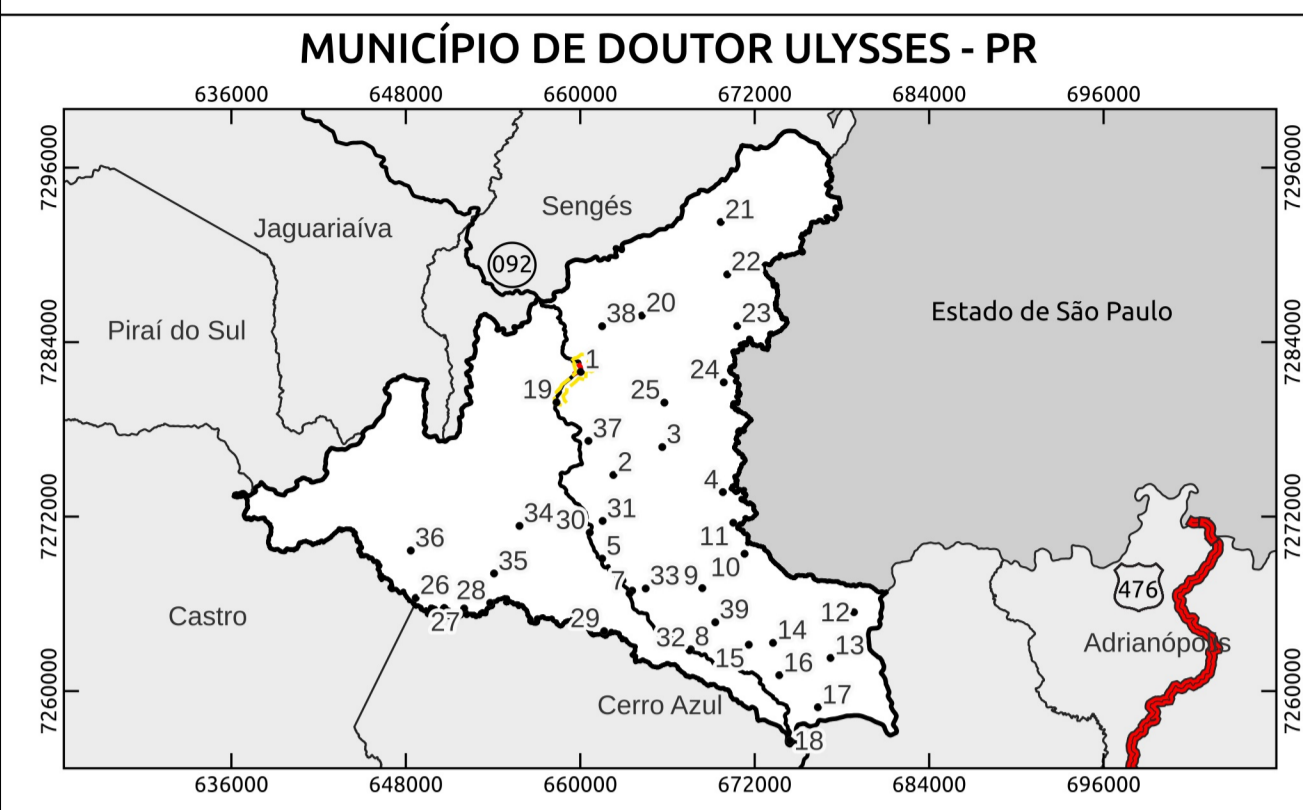 MUNICÍPIO DE DOUTOR ULYSSES - PR
636000 648000 660000 672000 684000 696000
7296000 7296000
21
Sengés
Jaguariaíva
22
092
38 20 23
Estado de São Paulo
Piraí do Sul
7284000 7284000
1
24
19 25
37 3
2
4
34 30 31
7272000 7272000
11
36 5
35 10
26 28 7 33 9
476
27 29 39 12
Castro
32 8 14 13
Adrianópolis
15 16
17
Cerro Azul
7260000 7260000
18
636000 648000 660000 672000 684000 696000